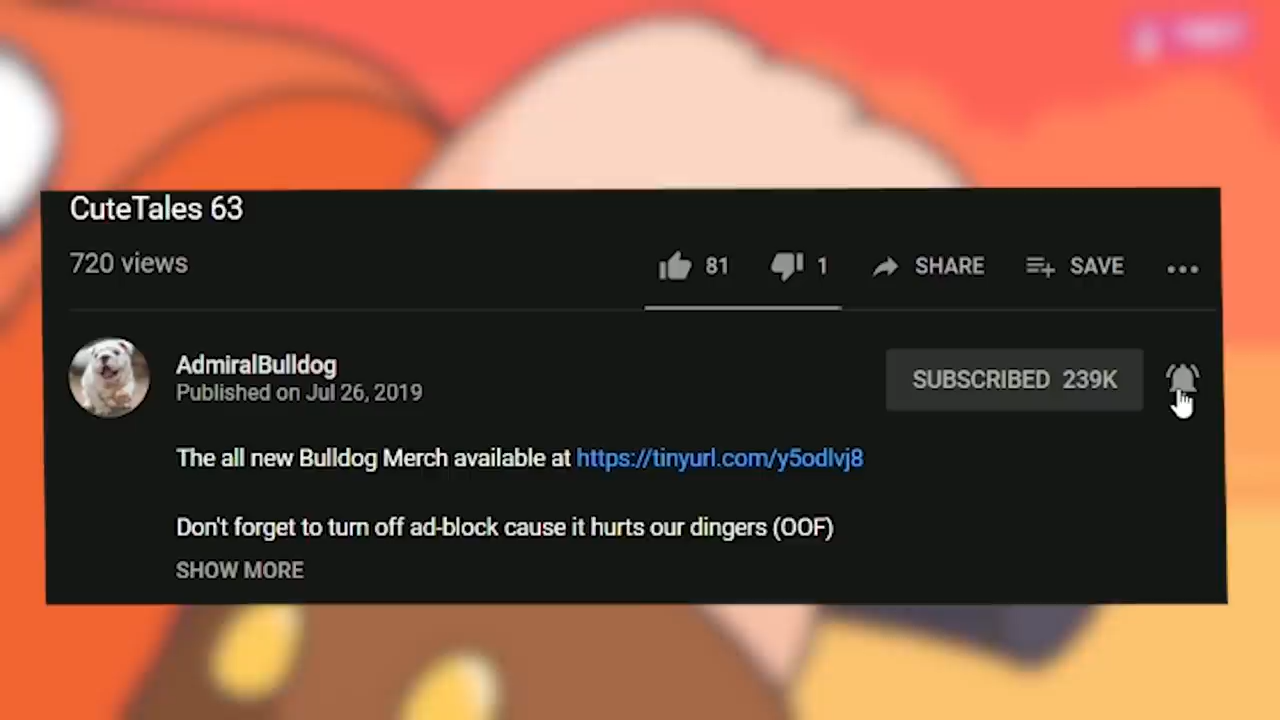 CuteTales 63
720 views
81 1 SHARE SAVE
AdmiralBulldog
Published on Jul 26, 2019
SUBSCRIBED 239K
The all new Bulldog Merch available at https://tinyurl.com/y5odlvj8
Don't forget to turn off ad-block cause it hurts our dingers (OOF)
SHOW MORE